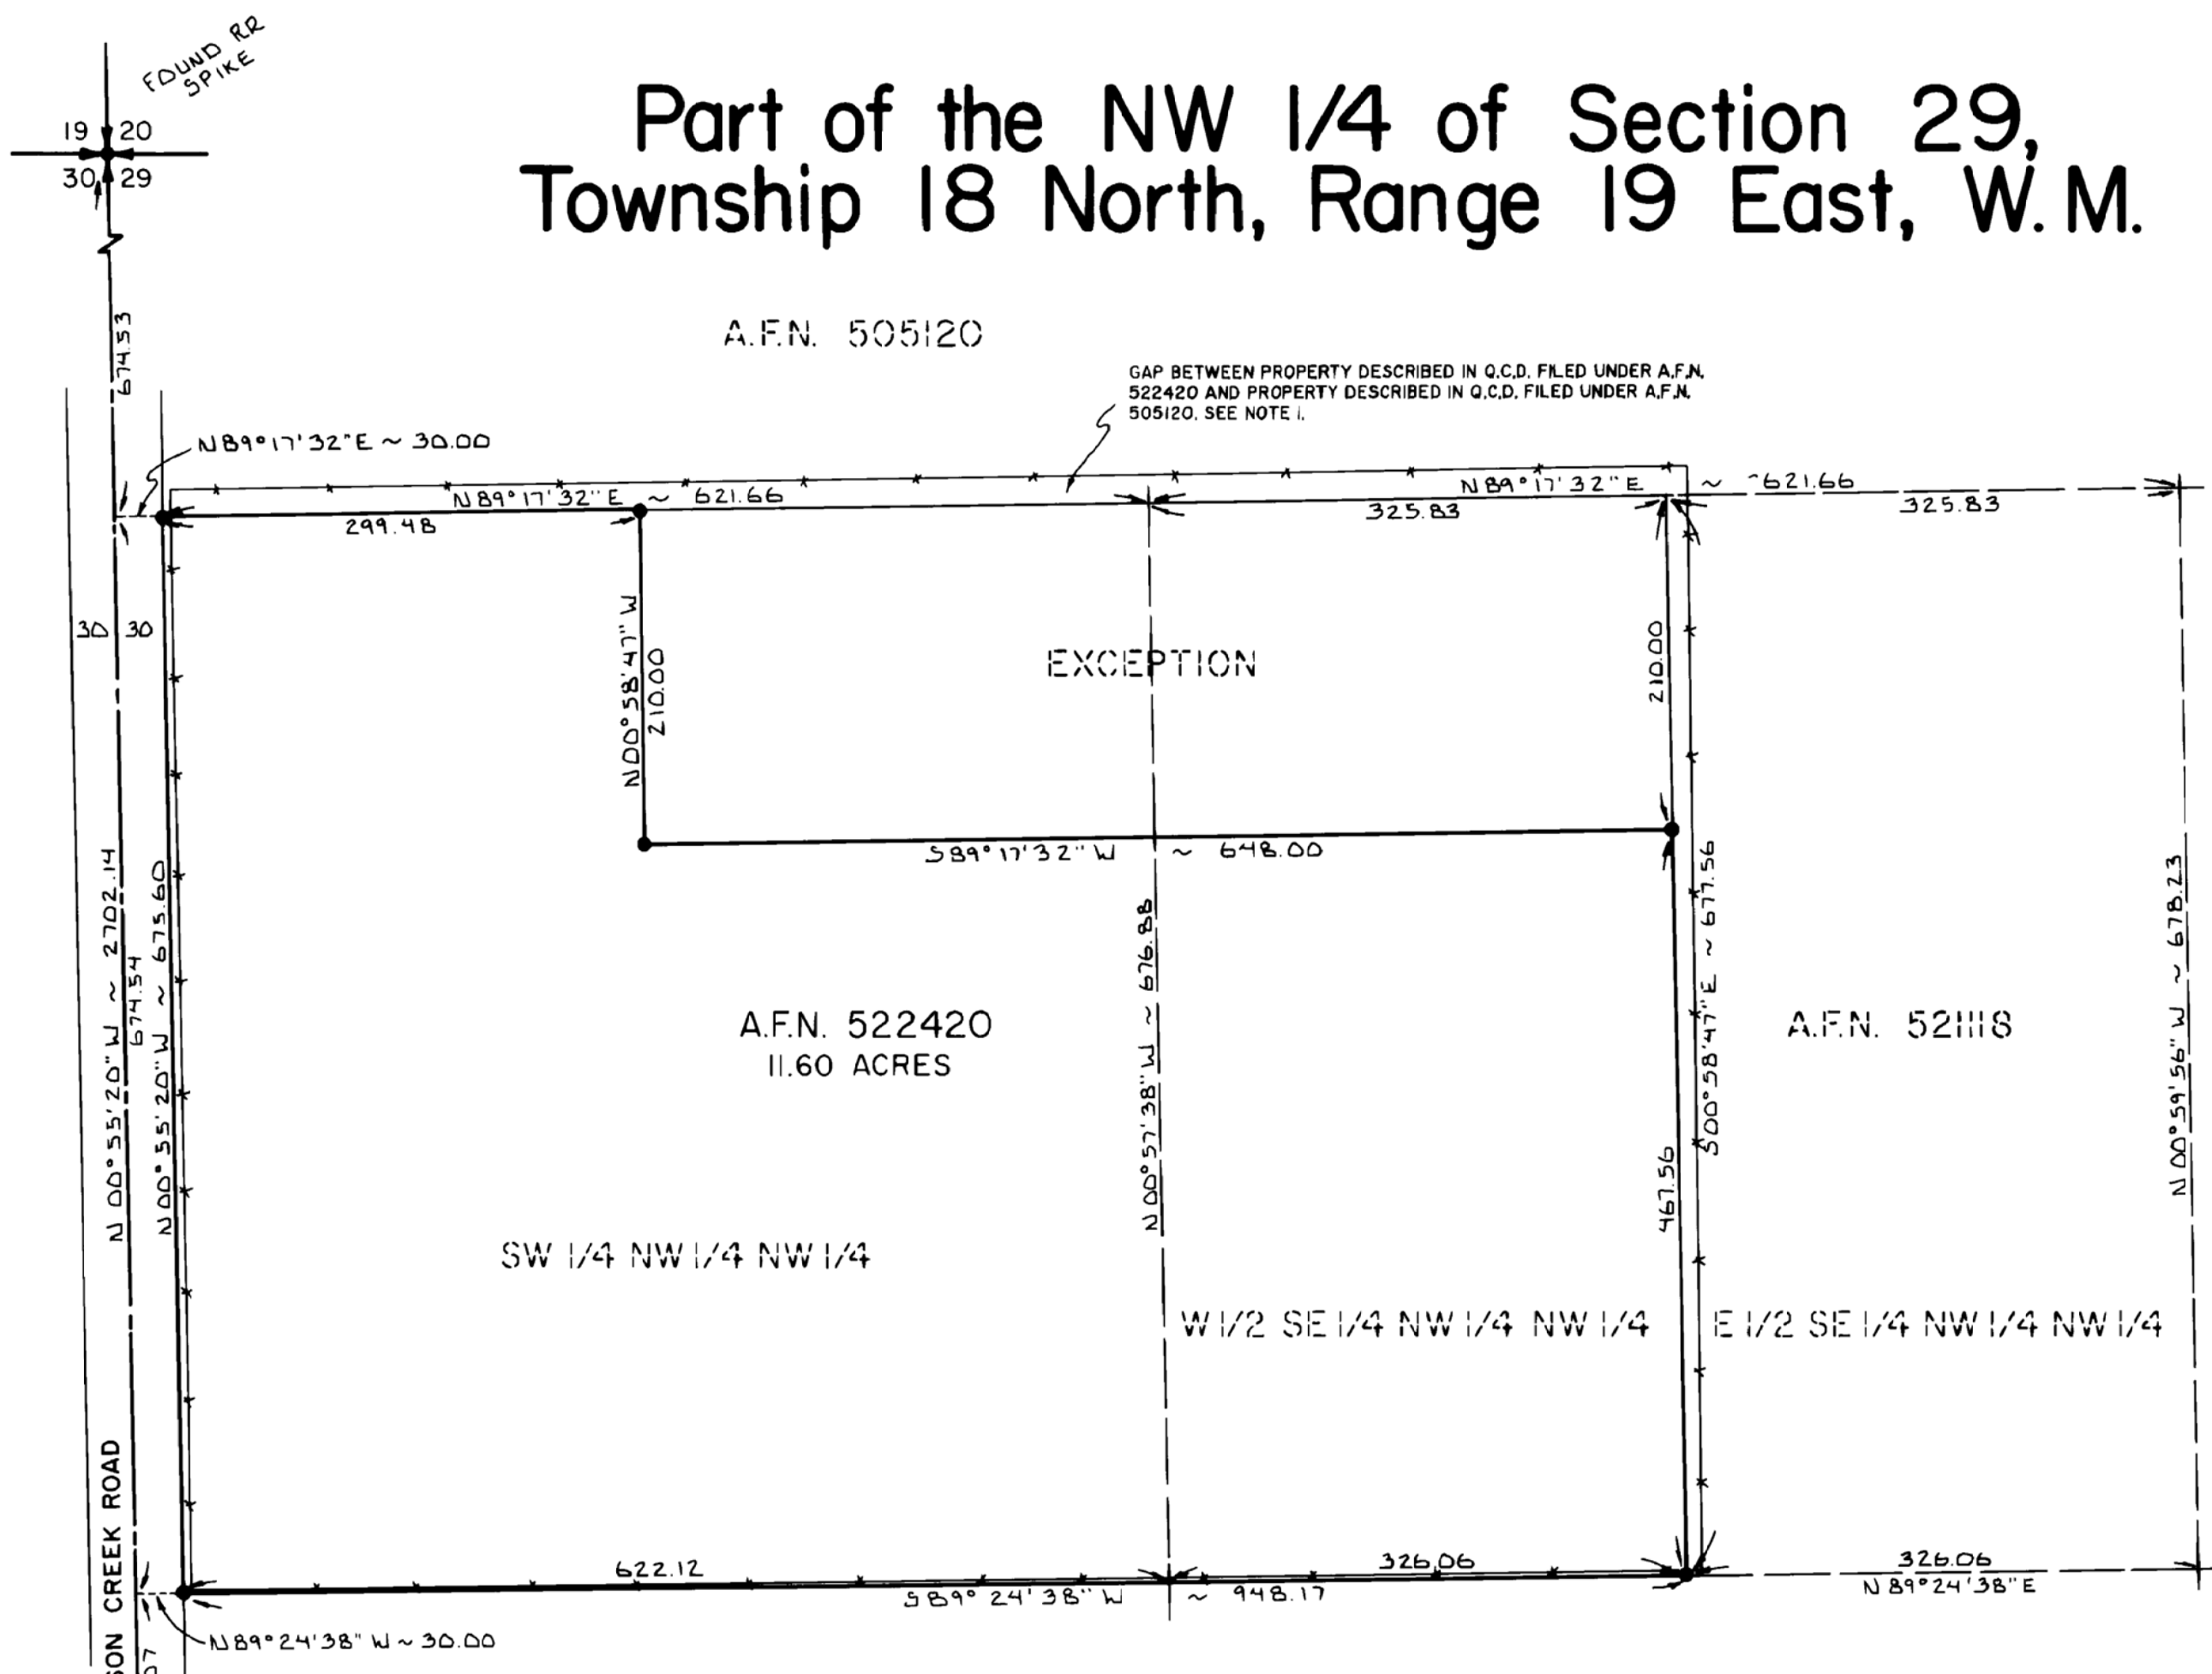 FOUND RR
SPIKE
19 20
30 29
Part of the NW 1/4 of Section 29,
Township 18 North, Range 19 East, W.M.
674.53
A.F.N. 505120
GAP BETWEEN PROPERTY DESCRIBED IN Q.C.D. FILED UNDER A.F.N.
522420 AND PROPERTY DESCRIBED IN Q.C.D. FILED UNDER A.F.N.
505120. SEE NOTE 1.
N89°17'32"E ~ 30.00
N89°17'32"E ~ 621.66
N89°17'32"E ~ 621.66
299.48
325.83
325.83
30 30
N00°58'47"W
210.00
EXCEPTION
210.00
S89°17'32"W ~ 648.00
N00°55'20"W ~ 2702.14
674.54
N00°55'20"W ~ 675.60
A.F.N. 522420
11.60 ACRES
N00°57'38"W ~ 676.88
467.56
S00°58'47"E ~ 677.56
A.F.N. 521118
N00°59'56"W ~ 678.23
SW 1/4 NW 1/4 NW 1/4
W 1/2 SE 1/4 NW 1/4 NW 1/4
E 1/2 SE 1/4 NW 1/4 NW 1/4
SON CREEK ROAD
622.12
326.06
326.06
S89°24'38"W ~ 948.17
N89°24'38"E
N89°24'38"W ~ 30.00